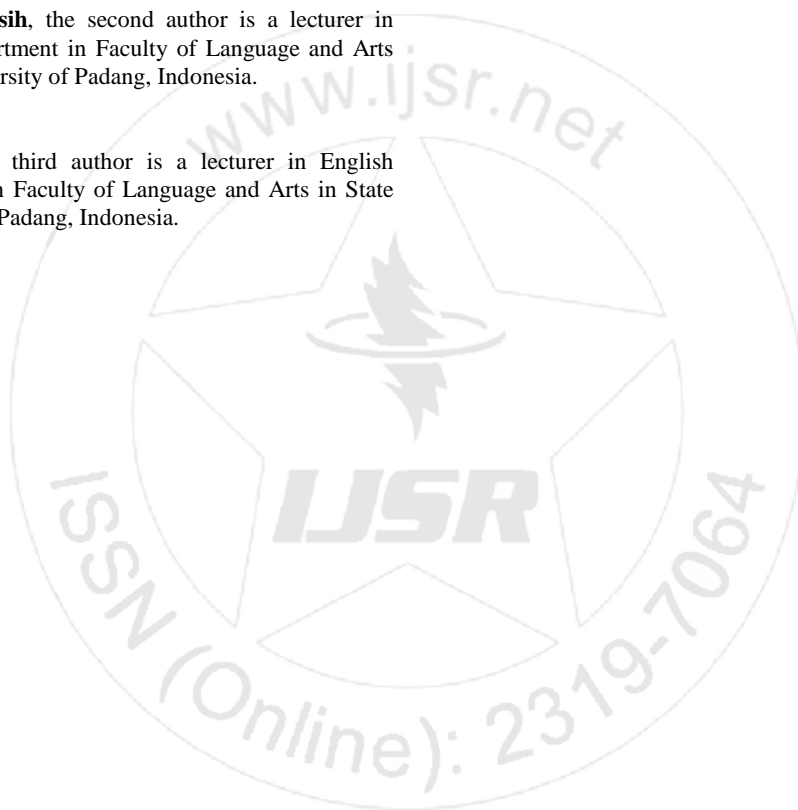 sih, the second author is a lecturer in
rtment in Faculty of Language and Arts
rsity of Padang, Indonesia.
third author is a lecturer in English
n Faculty of Language and Arts in State
Padang, Indonesia.
www.ijsr.net
IJSR
ISSN (Online): 2319-7064